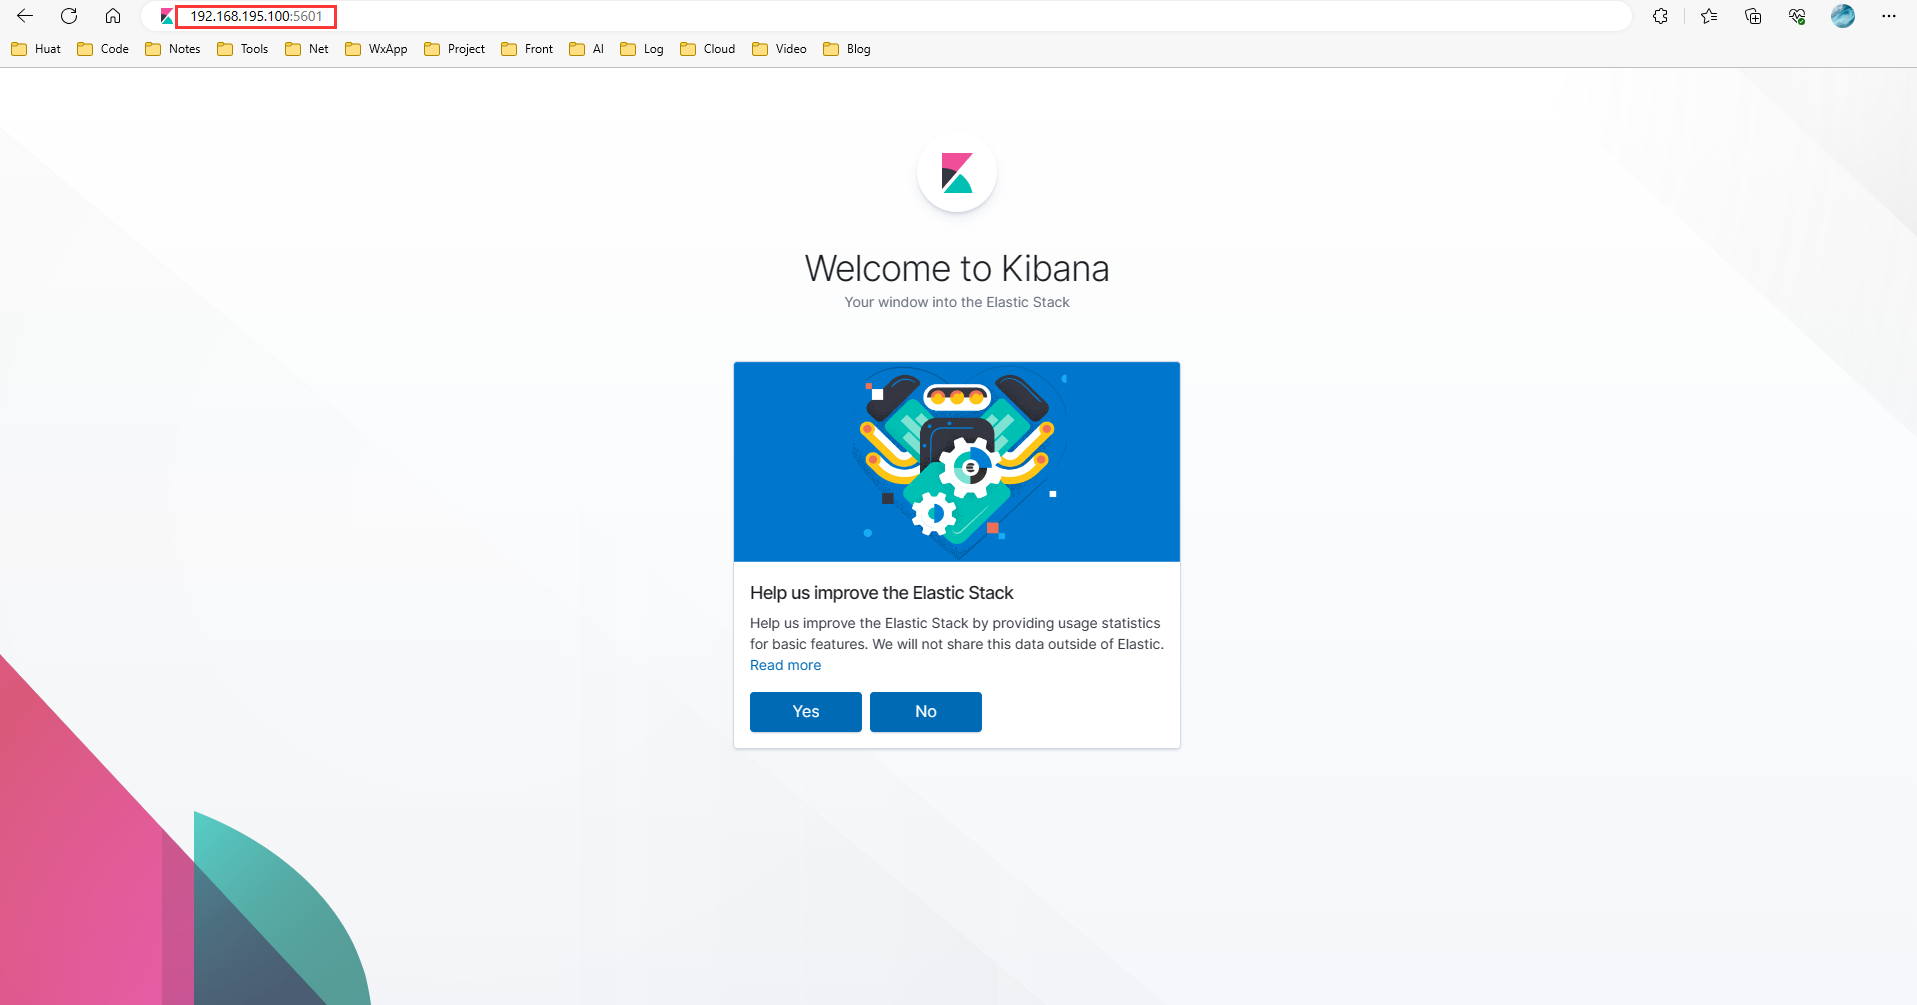 192.168.195.100:5601
Huat Code Notes Tools Net WxApp Project Front AI Log Cloud Video Blog
Welcome to Kibana
Your window into the Elastic Stack
Help us improve the Elastic Stack
Help us improve the Elastic Stack by providing usage statistics
for basic features. We will not share this data outside of Elastic.
Read more
Yes No